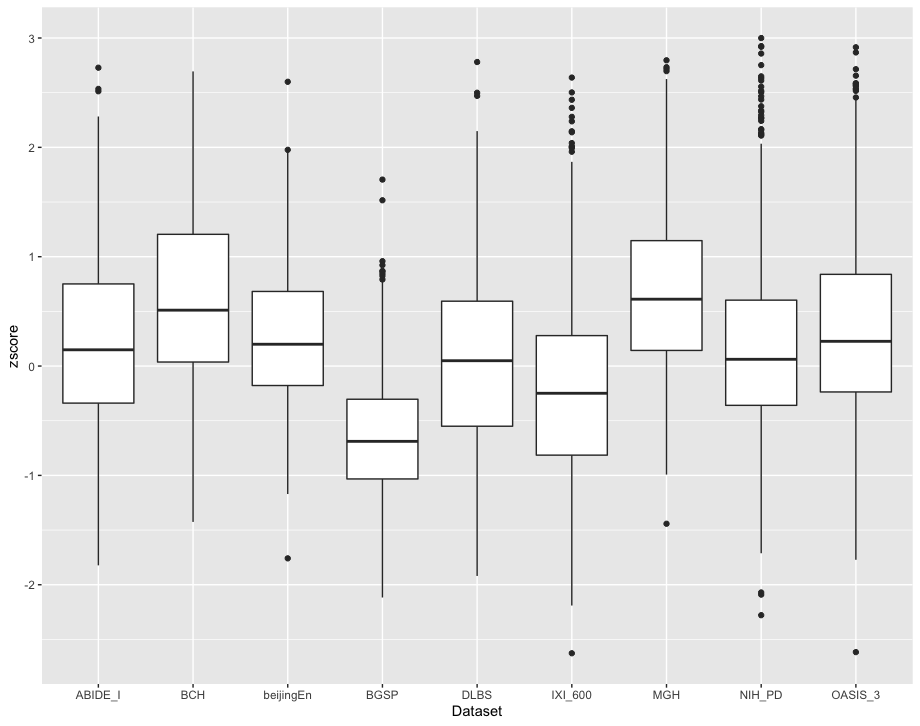 3
2
1
0
-1
-2
zscore
ABIDE_I BCH beijingEn BGSP DLBS IXI_600 MGH NIH_PD OASIS_3
Dataset